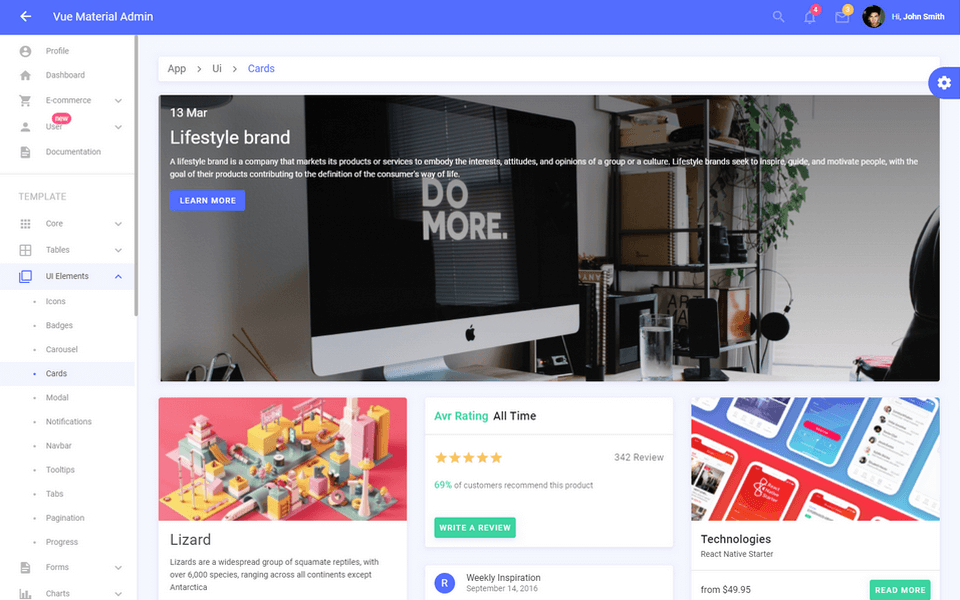 Vue Material Admin
4
3
Hi, John Smith
Profile
Dashboard
E-commerce
new
User
Documentation
TEMPLATE
Core
Tables
UI Elements
Icons
Badges
Carousel
Cards
Modal
Notifications
Navbar
Tooltips
Tabs
Pagination
Progress
Forms
Charts
App > Ui > Cards
13 Mar
Lifestyle brand
A lifestyle brand is a company that markets its products or services to embody the interests, attitudes, and opinions of a group or a culture. Lifestyle brands seek to inspire, guide, and motivate people, with the
goal of their products contributing to the definition of the consumer's way of life.
LEARN MORE
DO
MORE.
Lizard
Lizards are a widespread group of squamate reptiles, with
over 6,000 species, ranging across all continents except
Antarctica
Avr Rating All Time
342 Review
69% of customers recommend this product
WRITE A REVIEW
R
Weekly Inspiration
September 14, 2016
React Native Starter
Technologies
React Native Starter
from $49.95
READ MORE